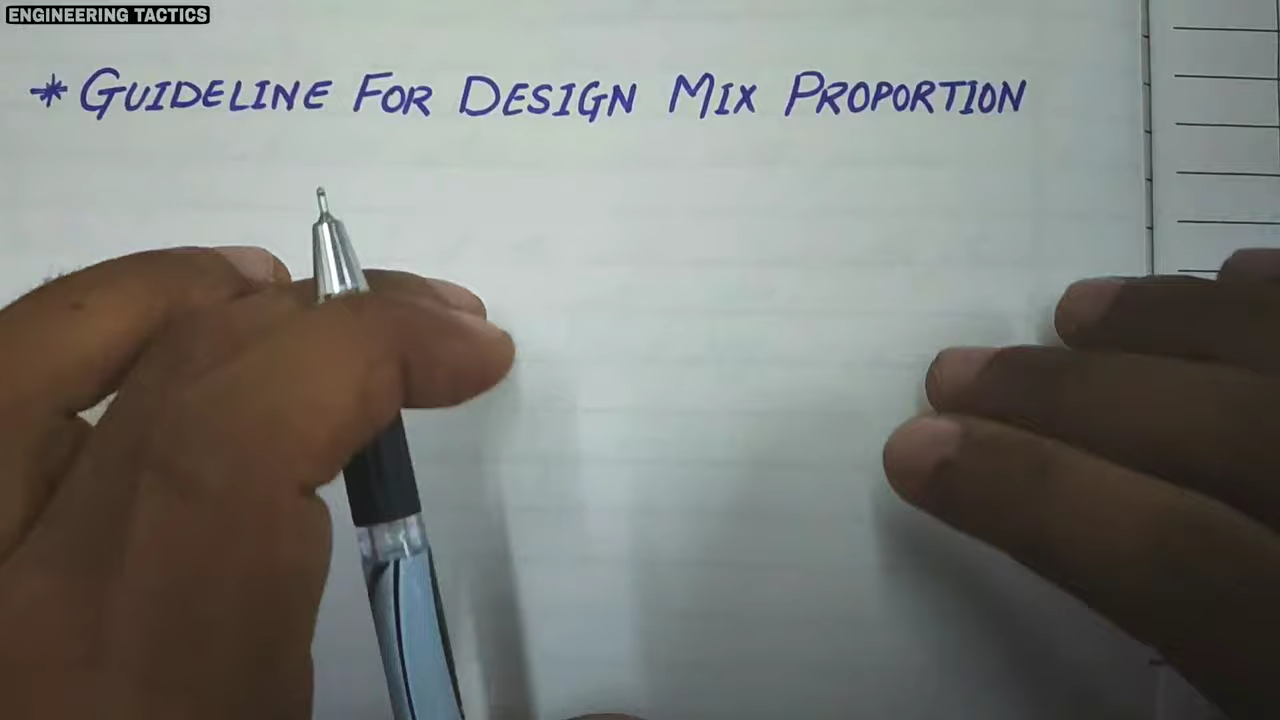 ENGINEERING TACTICS
* GUIDELINE FOR DESIGN MIX PROPORTION